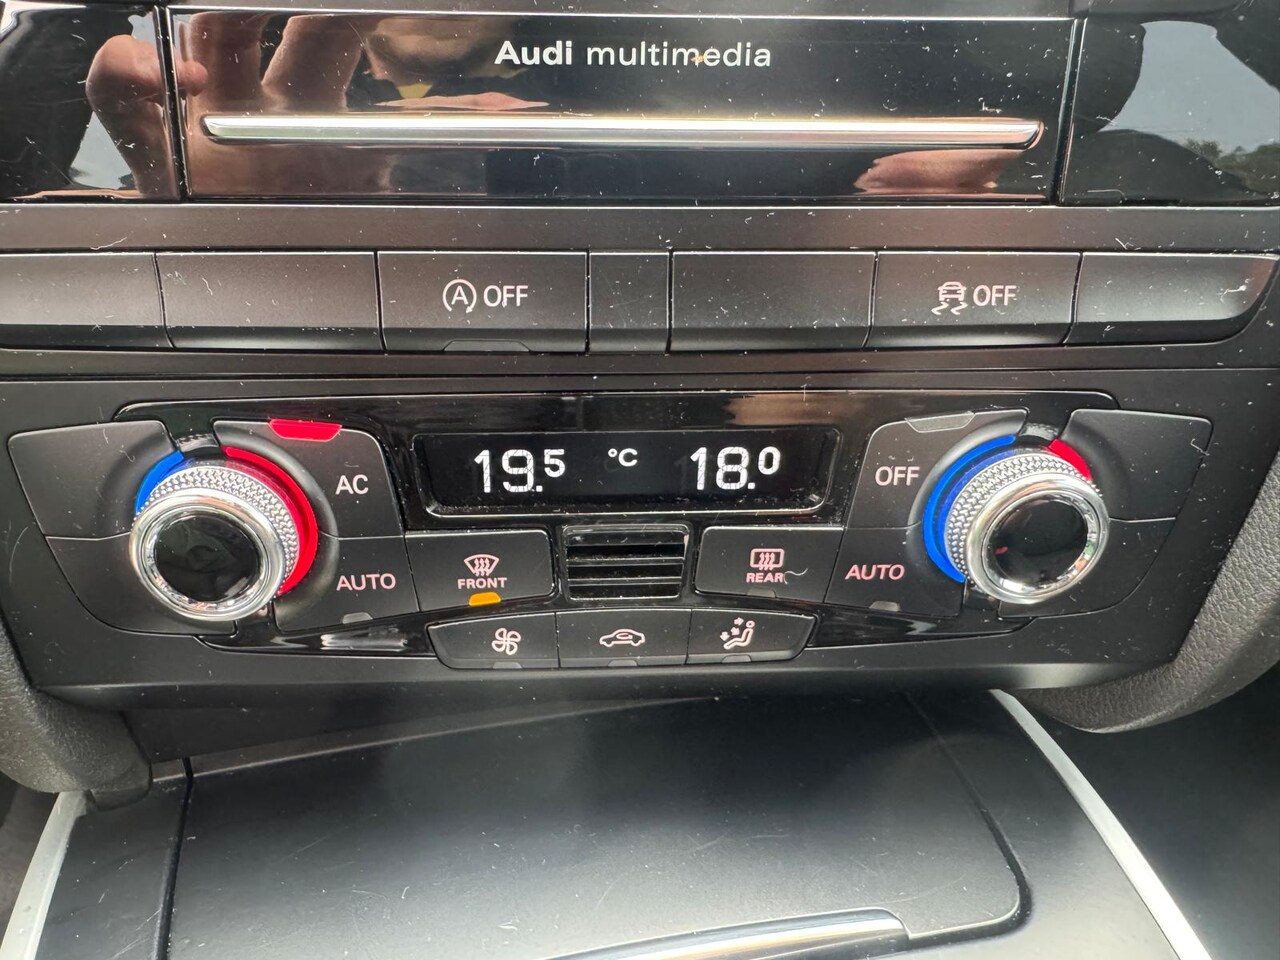 Audi multimedia
A OFF
OFF
AC
19.5 °C 18.0
OFF
AUTO
FRONT
REAR
AUTO